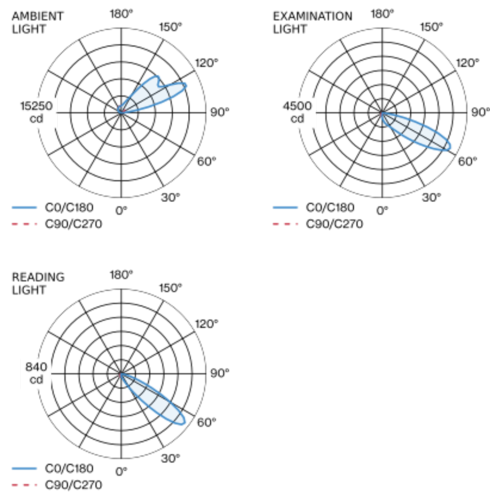 AMBIENT
LIGHT
180°
150°
120°
15250
cd
90°
60°
30°
0°
C0/C180
C90/C270
EXAMINATION
LIGHT
180°
150°
120°
4500
cd
90°
60°
30°
0°
C0/C180
C90/C270
READING
LIGHT
180°
150°
120°
840
cd
90°
60°
30°
0°
C0/C180
C90/C270